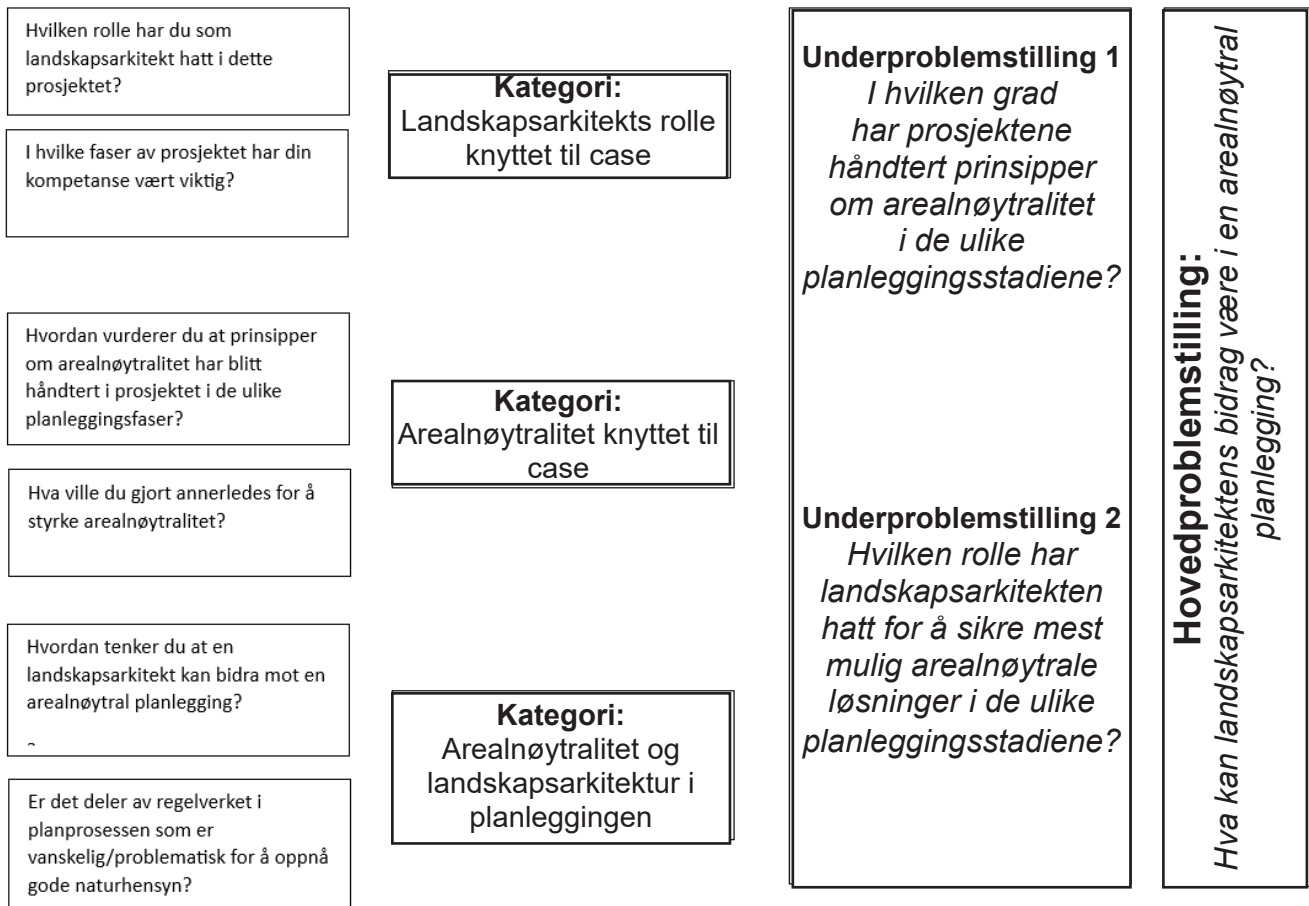 Hvilken rolle har du som
landskapsarkitekt hatt i dette
prosjektet?
I hvilke faser av prosjektet har din
kompetanse vært viktig?
Hvordan vurderer du at prinsipper
om arealnøytralitet har blitt
håndtert i prosjektet i de ulike
planleggingsfaser?
Hva ville du gjort annerledes for å
styrke arealnøytralitet?
Hvordan tenker du at en
landskapsarkitekt kan bidra mot en
arealnøytral planlegging?
Er det deler av regelverket i
planprosessen som er
vanskelig/problematisk for å oppnå
gode naturhensyn?
Kategori:
Landskapsarkitekts rolle
knyttet til case
Kategori:
Arealnøytralitet knyttet til
case
Kategori:
Arealnøytralitet og
landskapsarkitektur i
planleggingen
Underproblemstilling 1
I hvilken grad
har prosjektene
håndtert prinsipper
om arealnøytralitet
i de ulike
planleggingsstadiene?
Underproblemstilling 2
Hvilken rolle har
landskapsarkitekten
hatt for å sikre mest
mulig arealnøytrale
løsninger i de ulike
planleggingsstadiene?
Hovedproblemstilling:
Hva kan landskapsarkitektens bidrag være i en arealnøytral
planlegging?